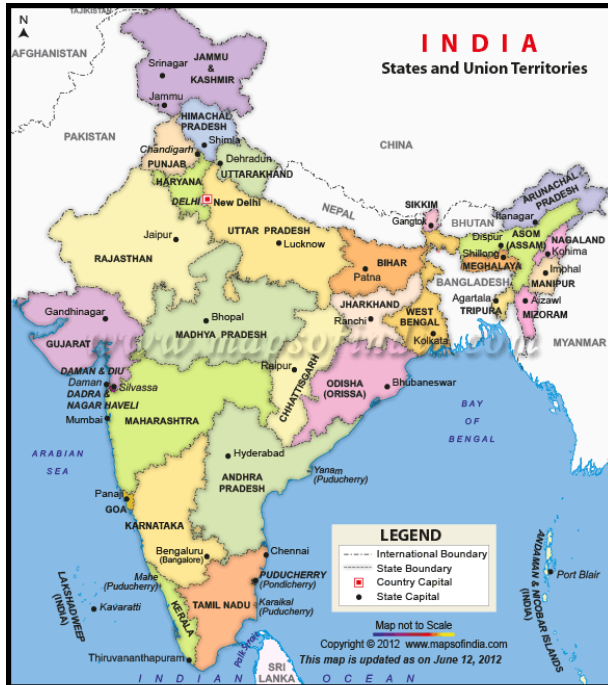 TAJIKISTAN
N
AFGHANISTAN
INDIA
States and Union Territories
JAMMU
&
KASHMIR
Srinagar
Jammu
PAKISTAN
CHINA
HIMACHAL
PRADESH
Shimla
Chandigarh
PUNJAB
Dehradun
UTTARAKHAND
HARYANA
DELHI
New Delhi
NEPAL
SIKKIM
Gangtok
BHUTAN
ARUNACHAL
PRADESH
Itanagar
Dispur
ASOM
(ASSAM)
NAGALAND
Kohima
Shillong
MEGHALAYA
Imphal
MANIPUR
BANGLADESH
Agartala
TRIPURA
Aizawl
MIZORAM
MYANMAR
Jaipur
RAJASTHAN
UTTAR PRADESH
Lucknow
BIHAR
Patna
JHARKHAND
Ranchi
WEST
BENGAL
Kolkata
Gandhinagar
GUJARAT
Bhopal
MADHYA PRADESH
www.mapsofindia.com
Raipur
CHHATTISGARH
ODISHA
(ORISSA)
Bhubaneswar
DAMAN & DIU
Daman
Silvassa
DADRA &
NAGAR HAVELI
Mumbai
MAHARASHTRA
BAY
OF
BENGAL
ARABIAN
SEA
Hyderabad
ANDHRA
PRADESH
Yanam
(Puducherry)
Panaji
GOA
KARNATAKA
Bengaluru
(Bangalore)
Chennai
Mahe
(Puducherry)
PUDUCHERRY
(Pondicherry)
TAMIL NADU
Karaikal
(Puducherry)
KERALA
LAKSHADWEEP
(INDIA)
Kavaratti
Thiruvananthapuram
Palk Strait
SRI
LANKA
INDIAN OCEAN
ANDAMAN & NICOBAR ISLANDS
(INDIA)
Port Blair
LEGEND
International Boundary
State Boundary
Country Capital
State Capital
Map not to Scale
Copyright © 2012 www.mapsofindia.com
This map is updated as on June 12, 2012